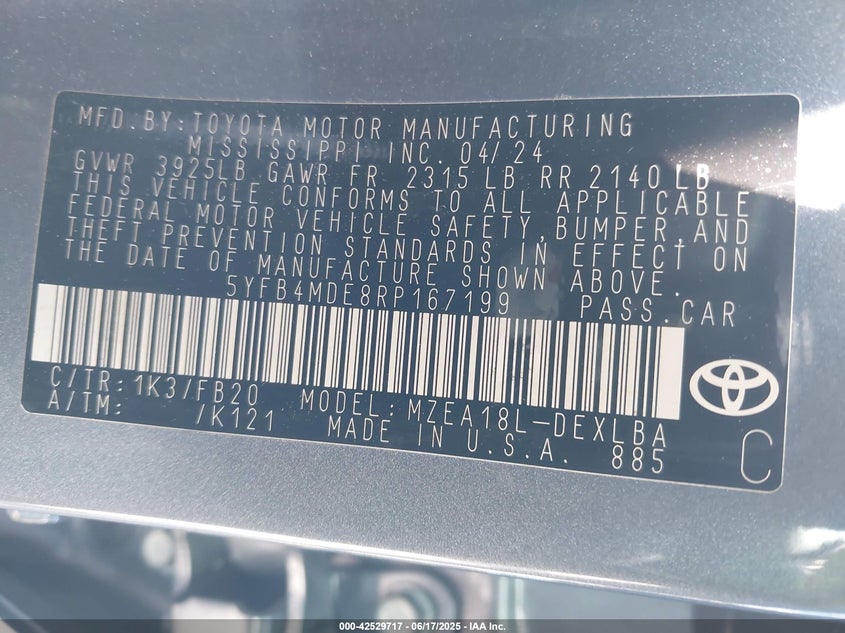 MFD.BY:TOYOTA MOTOR MANUFACTURING
MISSISSIPPI INC. 04/24
GVWR 3925LB GAWR FR 2315 LB RR 2140 LB
THIS VEHICLE CONFORMS TO ALL APPLICABLE
FEDERAL MOTOR VEHICLE SAFETY,BUMPER,AND
THEFT PREVENTION STANDARDS IN EFFECT ON
THE DATE OF MANUFACTURE SHOWN ABOVE.
5YFB4MDE8RP167199 PASS.CAR
C/TR: 1K3/FB20 MODEL: MZEA18L-DEXLBA
A/TM: /K121 MADE IN U.S.A. 885
C
000-42529717 - 06/17/2025 - IAA Inc.